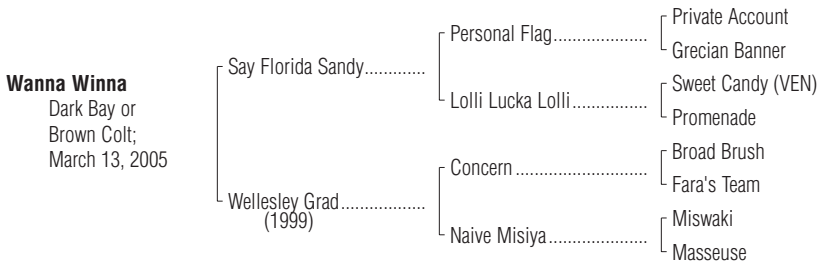 Private Account
Personal Flag
Grecian Banner
Say Florida Sandy
Sweet Candy (VEN)
Lolli Lucka Lolli
Promenade
Wanna Winna
Dark Bay or
Brown Colt;
March 13, 2005
Broad Brush
Concern
Fara's Team
Wellesley Grad
(1999)
Miswaki
Naive Misiya
Masseuse